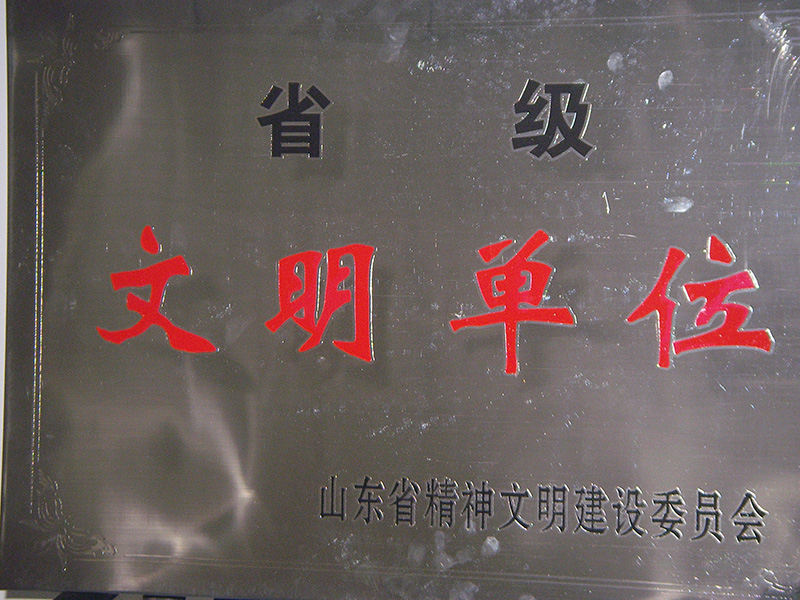 省级
文明单位
山东省精神文明建设委员会